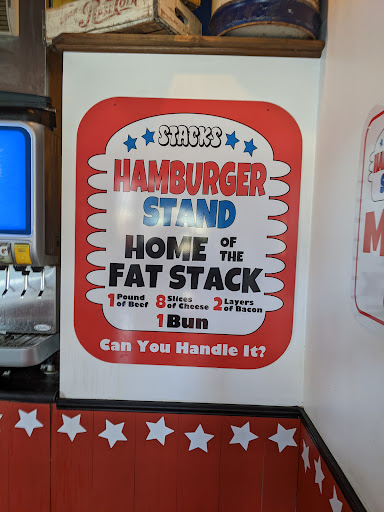 STACKS
HAMBURGER
STAND
HOME OF THE
FAT STACK
1 Pound of Beef 8 Slices of Cheese 2 Layers of Bacon
1 Bun
Can You Handle It?